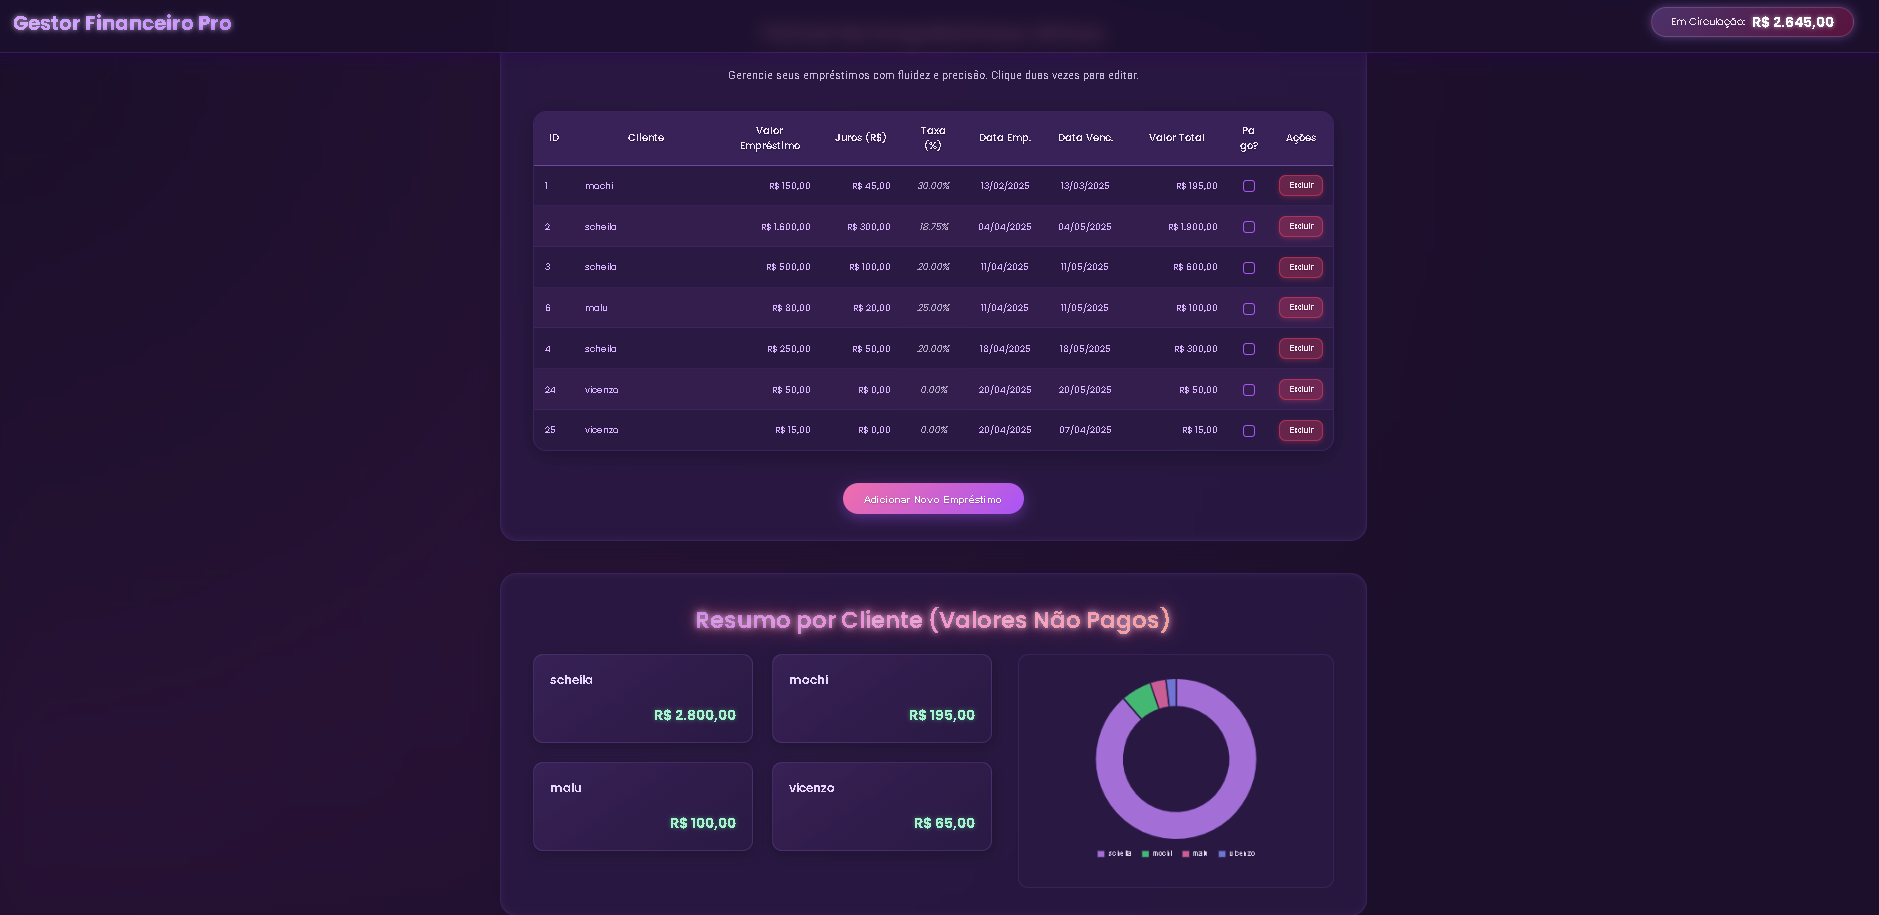 Gestor Financeiro Pro
Em Circulação: R$ 2.645,00
Gerencie seus empréstimos com fluidez e precisão. Clique duas vezes para editar.
ID Cliente Valor Empréstimo Juros (R$) Taxa (%) Data Emp. Data Venc. Valor Total Pa go? Ações
1 mochi R$ 150,00 R$ 45,00 30.00% 13/02/2025 13/03/2025 R$ 195,00 Excluir
2 scheila R$ 1.600,00 R$ 300,00 18.75% 04/04/2025 04/05/2025 R$ 1.900,00 Excluir
3 scheila R$ 500,00 R$ 100,00 20.00% 11/04/2025 11/05/2025 R$ 600,00 Excluir
6 malu R$ 80,00 R$ 20,00 25.00% 11/04/2025 11/05/2025 R$ 100,00 Excluir
4 scheila R$ 250,00 R$ 50,00 20.00% 18/04/2025 18/05/2025 R$ 300,00 Excluir
24 vicenzo R$ 50,00 R$ 0,00 0.00% 20/04/2025 20/05/2025 R$ 50,00 Excluir
25 vicenzo R$ 15,00 R$ 0,00 0.00% 20/04/2025 07/04/2025 R$ 15,00 Excluir
Adicionar Novo Empréstimo
Resumo por Cliente (Valores Não Pagos)
scheila
R$ 2.800,00
mochi
R$ 195,00
malu
R$ 100,00
vicenzo
R$ 65,00
scheila mochi malu vicenzo